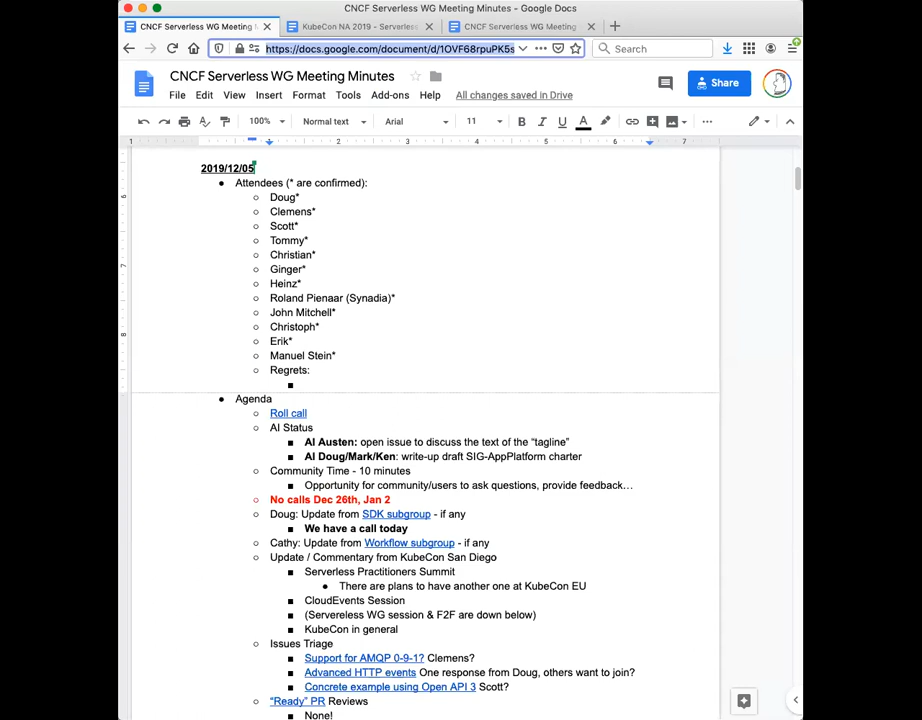 CNCF Serverless WG Meeting Minutes - Google Docs
CNCF Serverless WG Meeting Minutes
KubeCon NA 2019 - Serverless
CNCF Serverless WG Meeting Minutes
https://docs.google.com/document/d/1OVF68rpuPK5s
Search
CNCF Serverless WG Meeting Minutes
Share
File Edit View Insert Format Tools Add-ons Help All changes saved in Drive
100% Normal text Arial 11 B I U A
1 2 3 4 5 6 7
2019/12/05
Attendees (* are confirmed):
Doug*
Clemens*
Scott*
Tommy*
Christian*
Ginger*
Heinz*
Roland Pienaar (Synadia)*
John Mitchell*
Christoph*
Erik*
Manuel Stein*
Regrets:
Agenda
Roll call
AI Status
AI Austen: open issue to discuss the text of the “tagline”
AI Doug/Mark/Ken: write-up draft SIG-AppPlatform charter
Community Time - 10 minutes
Opportunity for community/users to ask questions, provide feedback…
No calls Dec 26th, Jan 2
Doug: Update from SDK subgroup - if any
We have a call today
Cathy: Update from Workflow subgroup - if any
Update / Commentary from KubeCon San Diego
Serverless Practitioners Summit
There are plans to have another one at KubeCon EU
CloudEvents Session
(Servereless WG session & F2F are down below)
KubeCon in general
Issues Triage
Support for AMQP 0-9-1? Clemens?
Advanced HTTP events One response from Doug, others want to join?
Concrete example using Open API 3 Scott?
“Ready” PR Reviews
None!